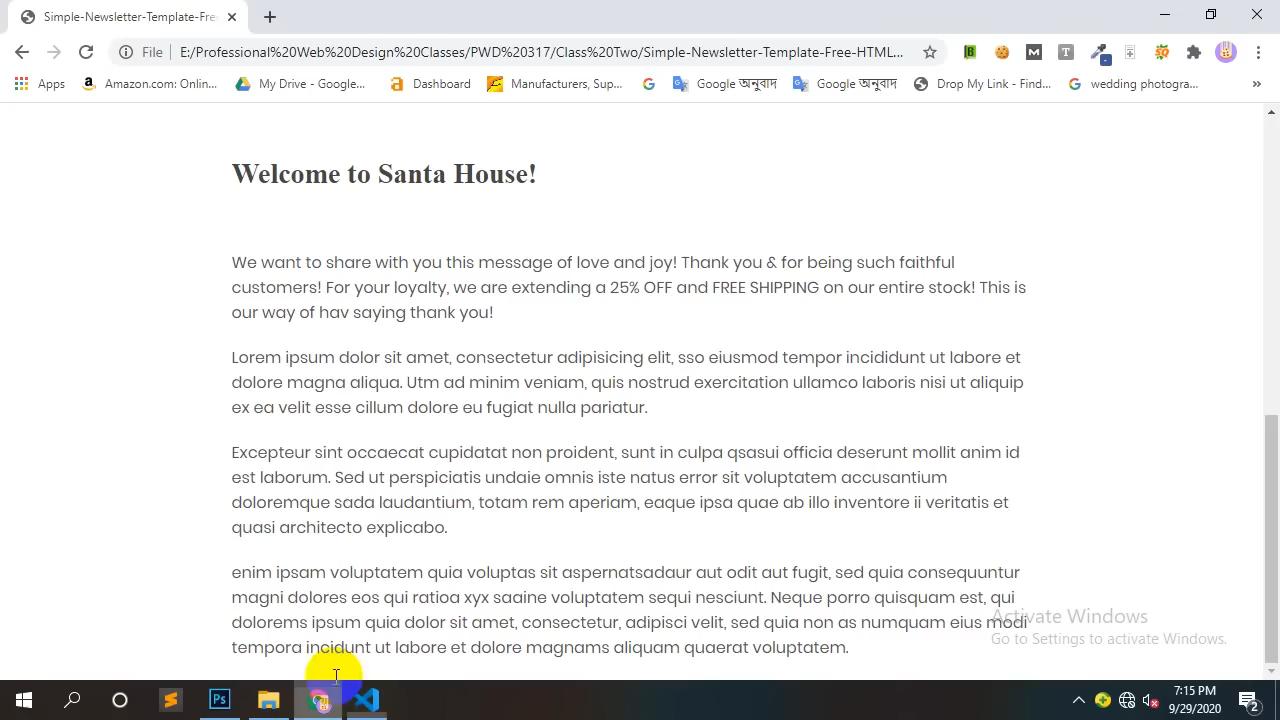 Simple-Newsletter-Template-Fre
File E:/Professional%20Web%20Design%20Classes/PWD%20317/Class%20Two/Simple-Newsletter-Template-Free-HTML...
Apps Amazon.com: Onlin... My Drive - Google... Dashboard Manufacturers, Sup... Google অনুবাদ Google অনুবাদ Drop My Link - Find... wedding photogra... »
Welcome to Santa House!
We want to share with you this message of love and joy! Thank you & for being such faithful
customers! For your loyalty, we are extending a 25% OFF and FREE SHIPPING on our entire stock! This is
our way of hav saying thank you!
Lorem ipsum dolor sit amet, consectetur adipisicing elit, sso eiusmod tempor incididunt ut labore et
dolore magna aliqua. Utm ad minim veniam, quis nostrud exercitation ullamco laboris nisi ut aliquip
ex ea velit esse cillum dolore eu fugiat nulla pariatur.
Excepteur sint occaecat cupidatat non proident, sunt in culpa qsasui officia deserunt mollit anim id
est laborum. Sed ut perspiciatis undaie omnis iste natus error sit voluptatem accusantium
doloremque sada laudantium, totam rem aperiam, eaque ipsa quae ab illo inventore ii veritatis et
quasi architecto explicabo.
enim ipsam voluptatem quia voluptas sit aspernatsadaur aut odit aut fugit, sed quia consequuntur
magni dolores eos qui ratioa xyx saaine voluptatem sequi nesciunt. Neque porro quisquam est, qui
dolorems ipsum quia dolor sit amet, consectetur, adipisci velit, sed quia non as numquam eius modi
tempora incidunt ut labore et dolore magnams aliquam quaerat voluptatem.
Activate Windows
Go to Settings to activate Windows.
7:15 PM
9/29/2020
2